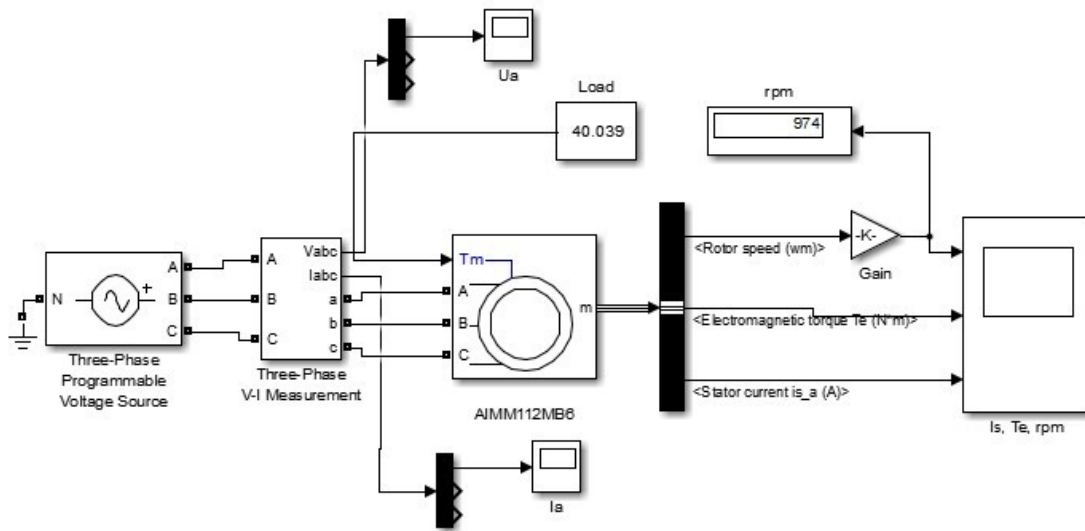 Ua
Load
40.039
rpm
974
-K-
Gain
<Rotor speed (wm)>
<Electromagnetic torque Te (N*m)>
<Stator current is_a (A)>
Is, Te, rpm
N
+
A
B
C
Three-Phase
Programmable
Voltage Source
A
B
C
Vabc
Iabc
a
b
c
Three-Phase
V-I Measurement
Tm
A
B
C
m
AIMM112MB6
Ia